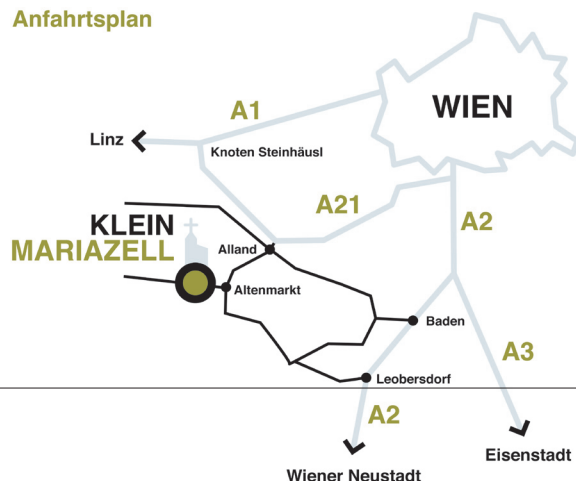 Anfahrtsplan
A1
WIEN
Linz
Knoten Steinhäusl
A21
A2
KLEIN
MARIAZELL
Alland
Altenmarkt
Baden
A3
Leobersdorf
A2
Eisenstadt
Wiener Neustadt